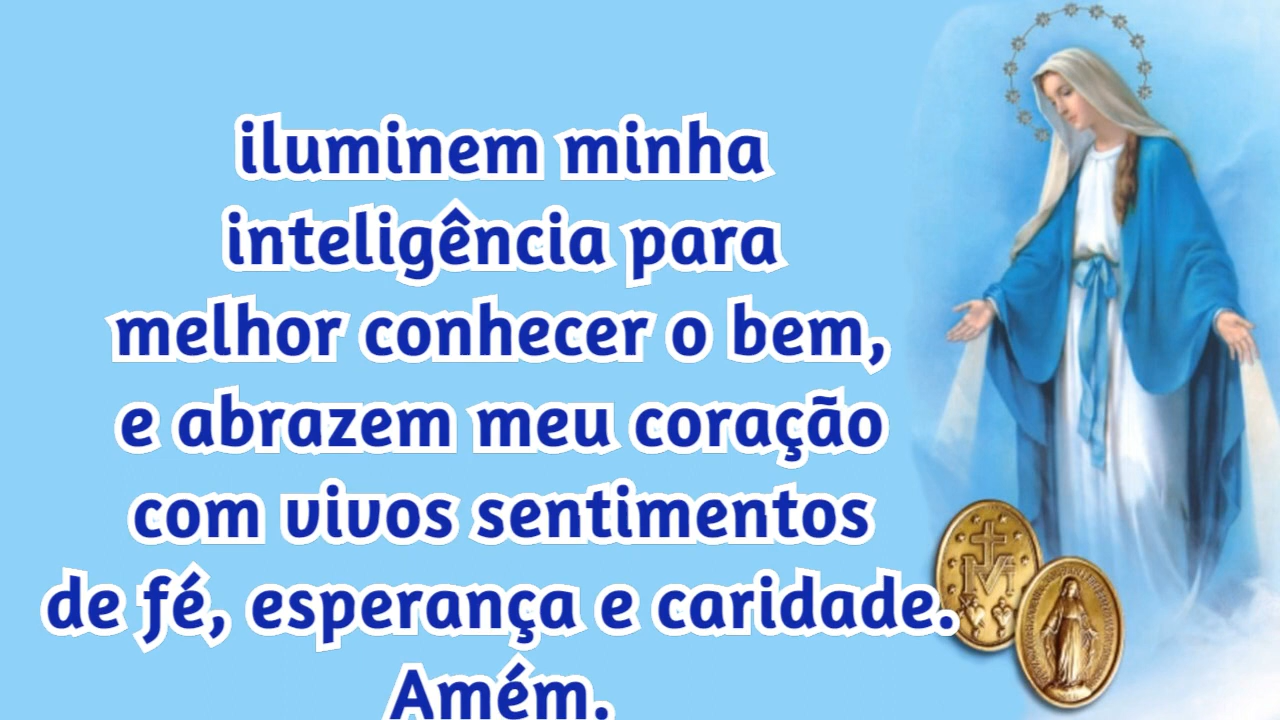 iluminem minha
inteligência para
melhor conhecer o bem,
e abrazem meu coração
com vivos sentimentos
de fé, esperança e caridade.
Amém.